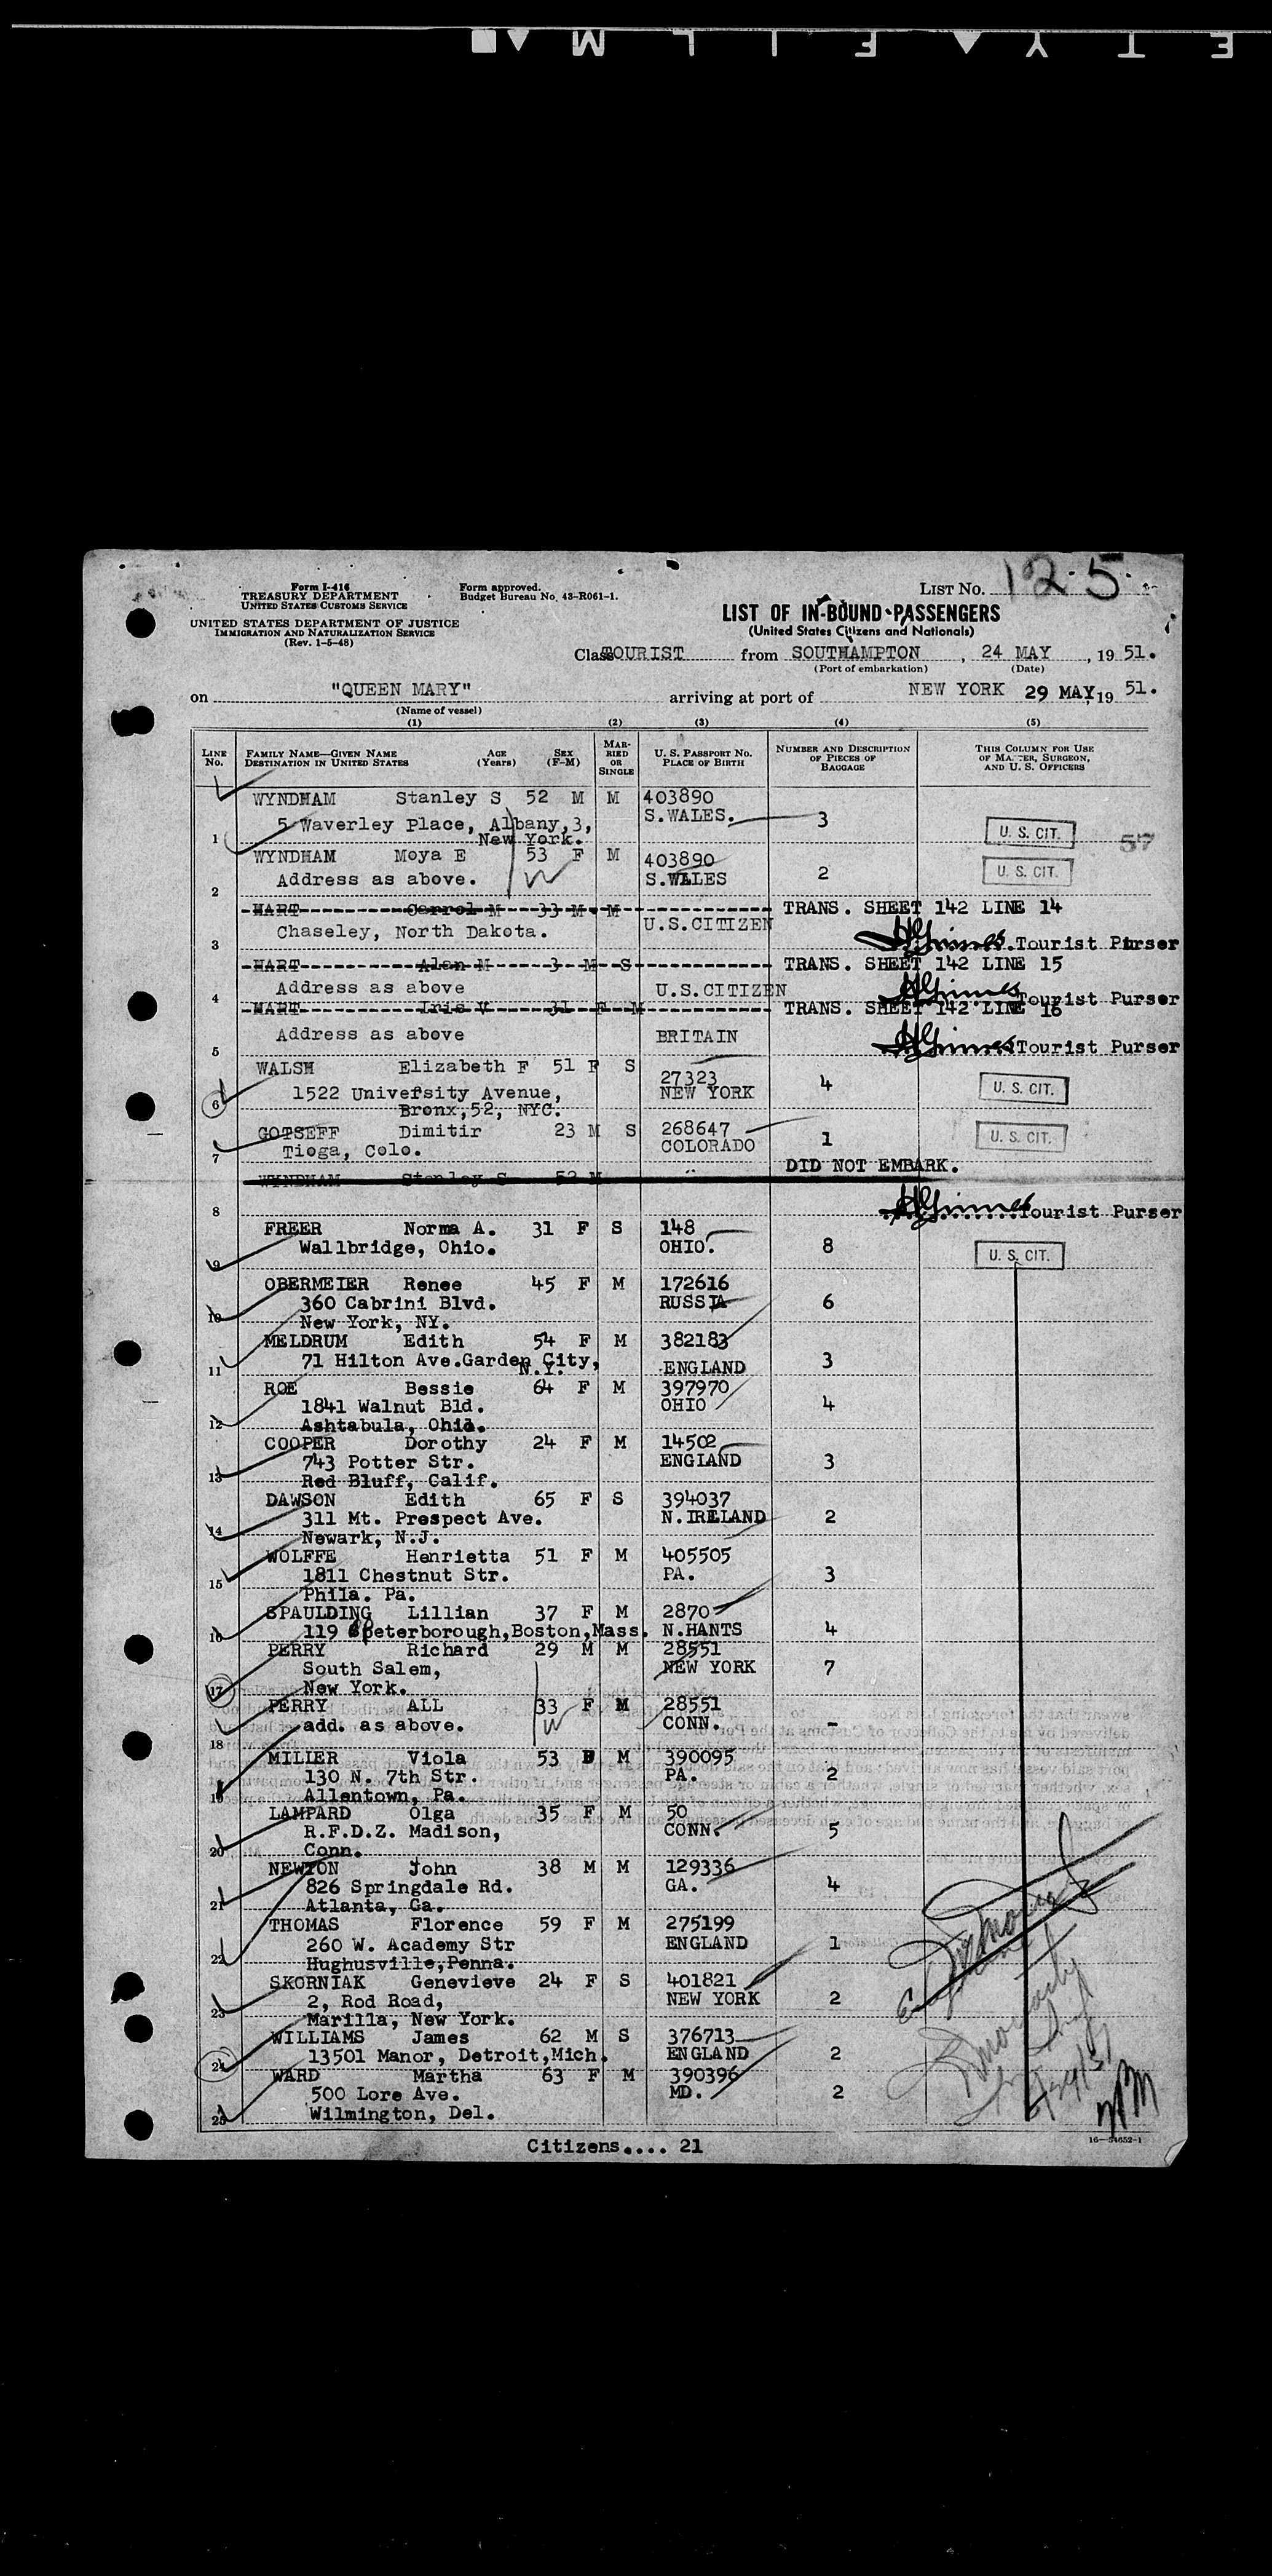 E T Y F I L M
Form I-416
TREASURY DEPARTMENT
UNITED STATES CUSTOMS SERVICE
Form approved.
Budget Bureau No. 43-R061-1.
LIST No. 125
UNITED STATES DEPARTMENT OF JUSTICE
IMMIGRATION AND NATURALIZATION SERVICE
(Rev. 1-5-48)
LIST OF IN-BOUND PASSENGERS
(United States Citizens and Nationals)
Class TOURIST from SOUTHAMPTON, 24 MAY, 1951.
(Port of embarkation) (Date)
on "QUEEN MARY" arriving at port of NEW YORK 29 MAY, 1951.
(Name of vessel)
(1) (2) (3) (4) (5)
LINE No. FAMILY NAME—GIVEN NAME DESTINATION IN UNITED STATES AGE (Years) SEX (F-M) MARRIED OR SINGLE U. S. PASSPORT No. PLACE OF BIRTH NUMBER AND DESCRIPTION OF PIECES OF BAGGAGE THIS COLUMN FOR USE OF MASTER, SURGEON, AND U. S. OFFICERS
WYNDHAM Stanley S 52 M M 403890
5 Waverley Place, Albany,3, S.WALES. 3
1 New York. U. S. CIT. 57
WYNDHAM Moya E 53 F M 403890
Address as above. S.WALES 2 U. S. CIT.
2
HART Carrol M 33 M M TRANS. SHEET 142 LINE 14
Chaseley, North Dakota. U.S.CITIZEN
3 HGrimes Tourist Purser
HART Alan M 3 M S TRANS. SHEET 142 LINE 15
Address as above U.S.CITIZEN
4 HGrimes Tourist Purser
HART Iris V 31 F M TRANS. SHEET 142 LINE 16
Address as above BRITAIN
5 HGrimes Tourist Purser
WALSH Elizabeth F 51 F S 27323
1522 University Avenue, NEW YORK 4 U. S. CIT.
6 Bronx,52, NYC.
GOTSEFF Dimitir 23 M S 268647
7 Tioga, Colo. COLORADO 1 U. S. CIT.
DID NOT EMBARK.
WYNDHAM Stanley S 52 M
8 HGrimes Tourist Purser
FREER Norma A. 31 F S 148
Wallbridge, Ohio. OHIO. 8 U. S. CIT.
9
OBERMEIER Renee 45 F M 172616
360 Cabrini Blvd. RUSSIA 6
10 New York, NY.
MELDRUM Edith 54 F M 382183
71 Hilton Ave.Garden City, ENGLAND 3
11 N.Y.
ROE Bessie 64 F M 397970
1841 Walnut Bld. OHIO 4
12 Ashtabula, Ohio.
COOPER Dorothy 24 F M 14502
743 Potter Str. ENGLAND 3
13 Red Bluff, Calif.
DAWSON Edith 65 F S 394037
311 Mt. Prospect Ave. N.IRELAND 2
14 Newark, N.J.
WOLFFE Henrietta 51 F M 405505
1811 Chestnut Str. PA. 3
15 Phila. Pa.
SPAULDING Lillian 37 F M 2870
16 119 Peterborough,Boston,Mass. N.HANTS 4
PERRY Richard 29 M M 28551
South Salem, NEW YORK 7
17 New York.
PERRY ALL 33 F M 28551
add. as above. CONN. -
18
MILLER Viola 53 F M 390095
130 N. 7th Str. PA. 2
19 Allentown, Pa.
LAMPARD Olga 35 F M 50
R.F.D.Z. Madison, CONN. 5
20 Conn.
NEWTON John 38 M M 129336
826 Springdale Rd. GA. 4
21 Atlanta, Ga.
THOMAS Florence 59 F M 275199
260 W. Academy Str ENGLAND 1
22 Hughusville,Penna.
SKORNIAK Genevieve 24 F S 401821
2, Rod Road, NEW YORK 2
23 Marilla, New York.
WILLIAMS James 62 M S 376713
24 13501 Manor, Detroit,Mich. ENGLAND 2
WARD Martha 63 F M 390396
500 Lore Ave. MD. 2
25 Wilmington, Del.
Citizens.... 21